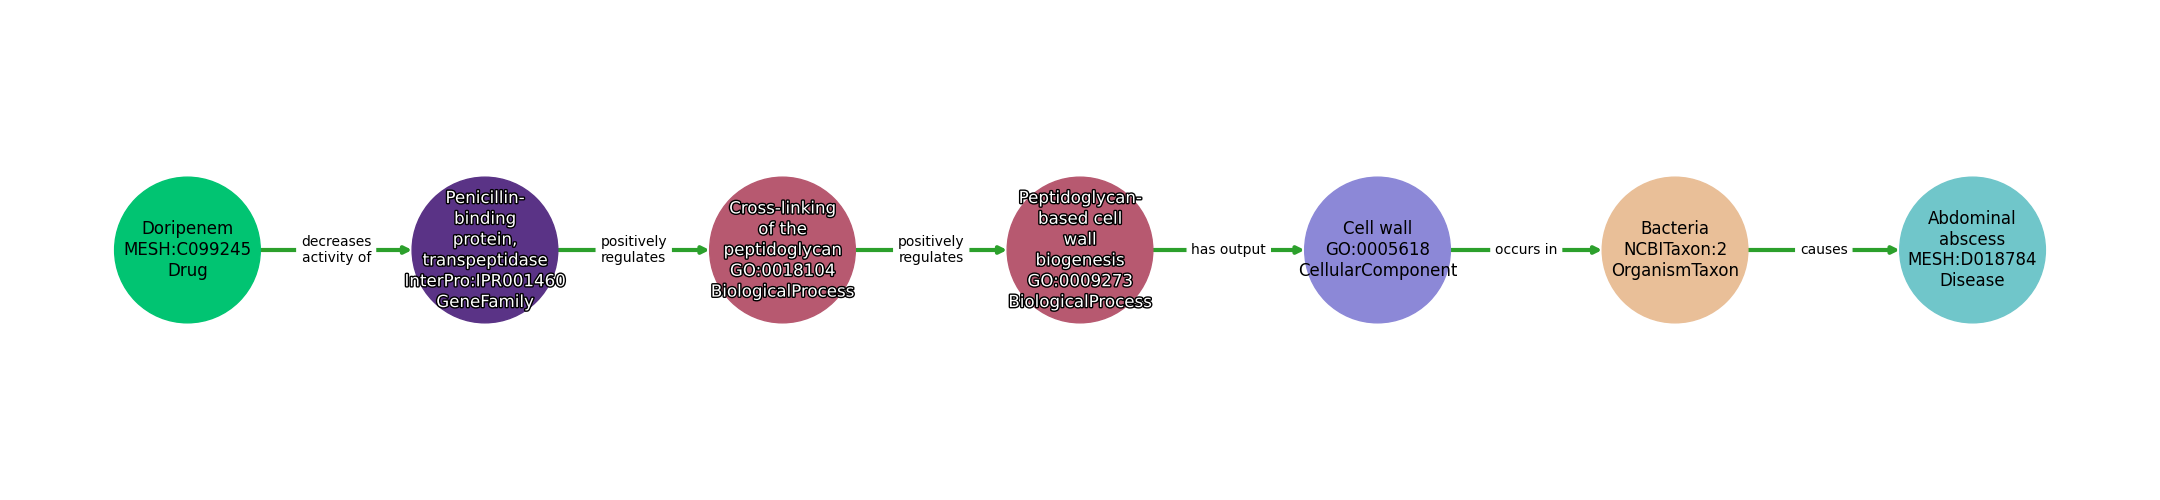 Doripenem
MESH:C099245
Drug
decreases
activity of
Penicillin-
binding
protein,
transpeptidase
InterPro:IPR001460
GeneFamily
positively
regulates
Cross-linking
of the
peptidoglycan
GO:0018104
BiologicalProcess
positively
regulates
Peptidoglycan-
based cell
wall
biogenesis
GO:0009273
BiologicalProcess
has output
Cell wall
GO:0005618
CellularComponent
occurs in
Bacteria
NCBITaxon:2
OrganismTaxon
causes
Abdominal
abscess
MESH:D018784
Disease